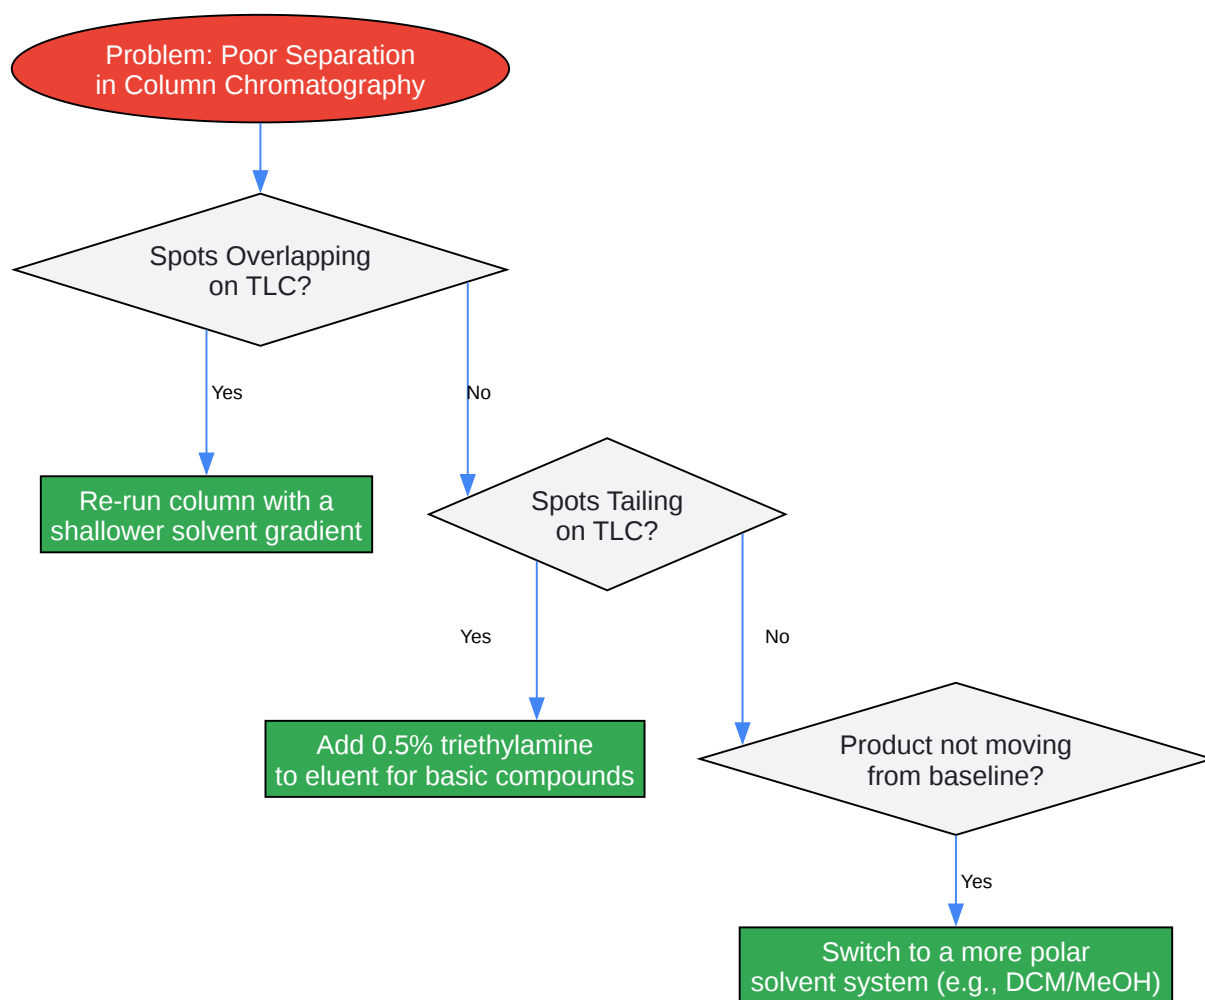 Problem: Poor Separation
in Column Chromatography
Spots Overlapping
on TLC?
Yes
No
Re-run column with a
shallower solvent gradient
Spots Tailing
on TLC?
Yes
No
Add 0.5% triethylamine
to eluent for basic compounds
Product not moving
from baseline?
Yes
Switch to a more polar
solvent system (e.g., DCM/MeOH)